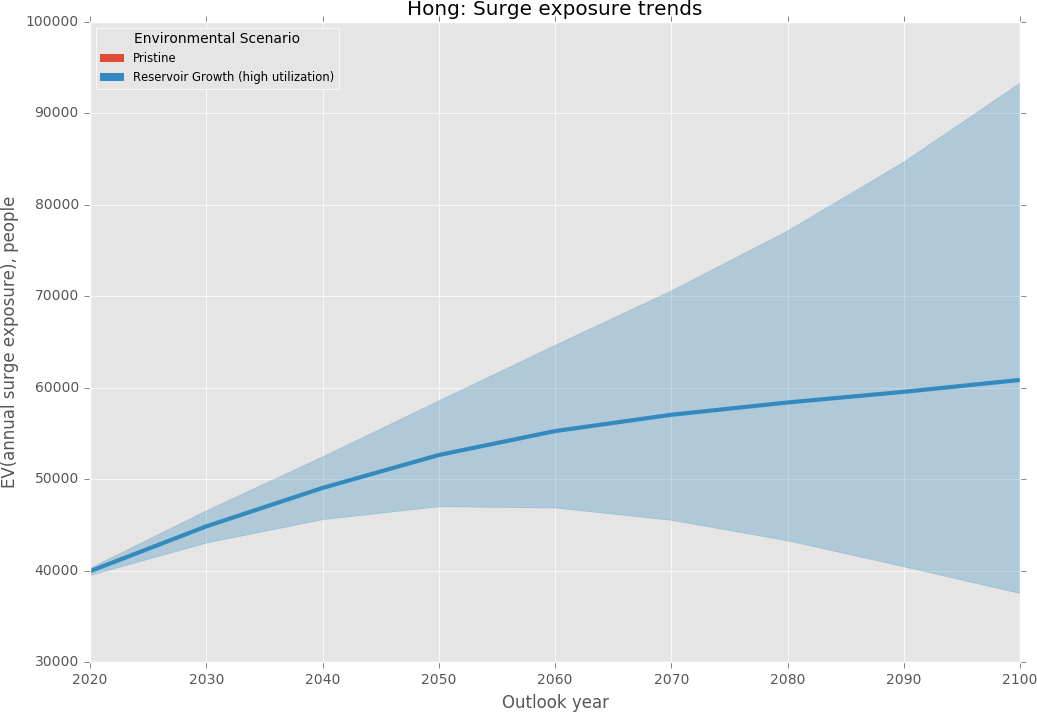 Hong: Surge exposure trends
Environmental Scenario
Pristine
Reservoir Growth (high utilization)
EV(annual surge exposure), people
100000
90000
80000
70000
60000
50000
40000
30000
2020 2030 2040 2050 2060 2070 2080 2090 2100
Outlook year